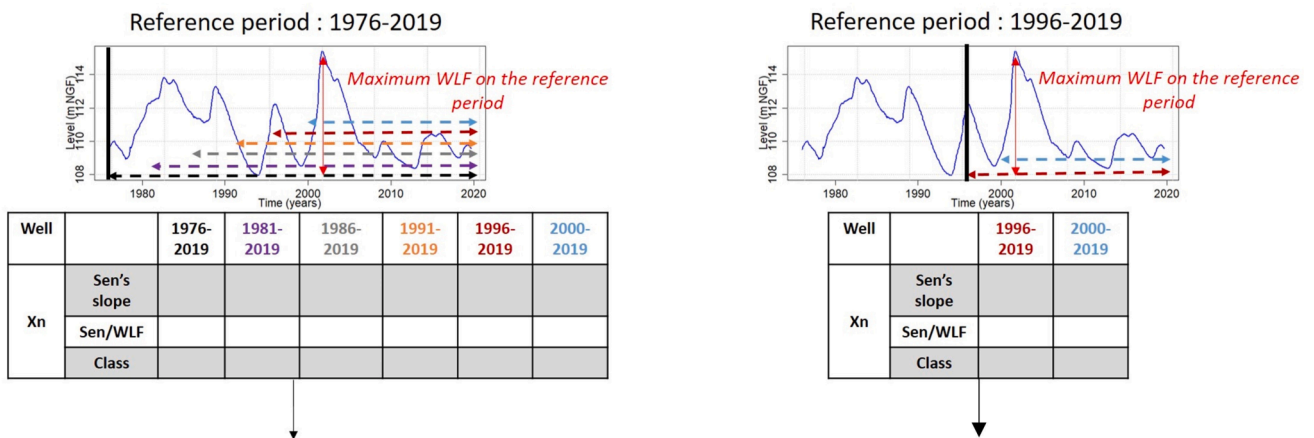 Reference period : 1976-2019
Level (m NGF)
114
112
110
108
Maximum WLF on the reference
period
1980
1990
2000
2010
2020
Time (years)
Well
1976-
2019
1981-
2019
1986-
2019
1991-
2019
1996-
2019
2000-
2019
Xn
Sen's
slope
Sen/WLF
Class
Reference period : 1996-2019
Level (m NGF)
114
112
110
108
Maximum WLF on the reference
period
1980
1990
2000
2010
2020
Time (years)
Well
1996-
2019
2000-
2019
Xn
Sen's
slope
Sen/WLF
Class